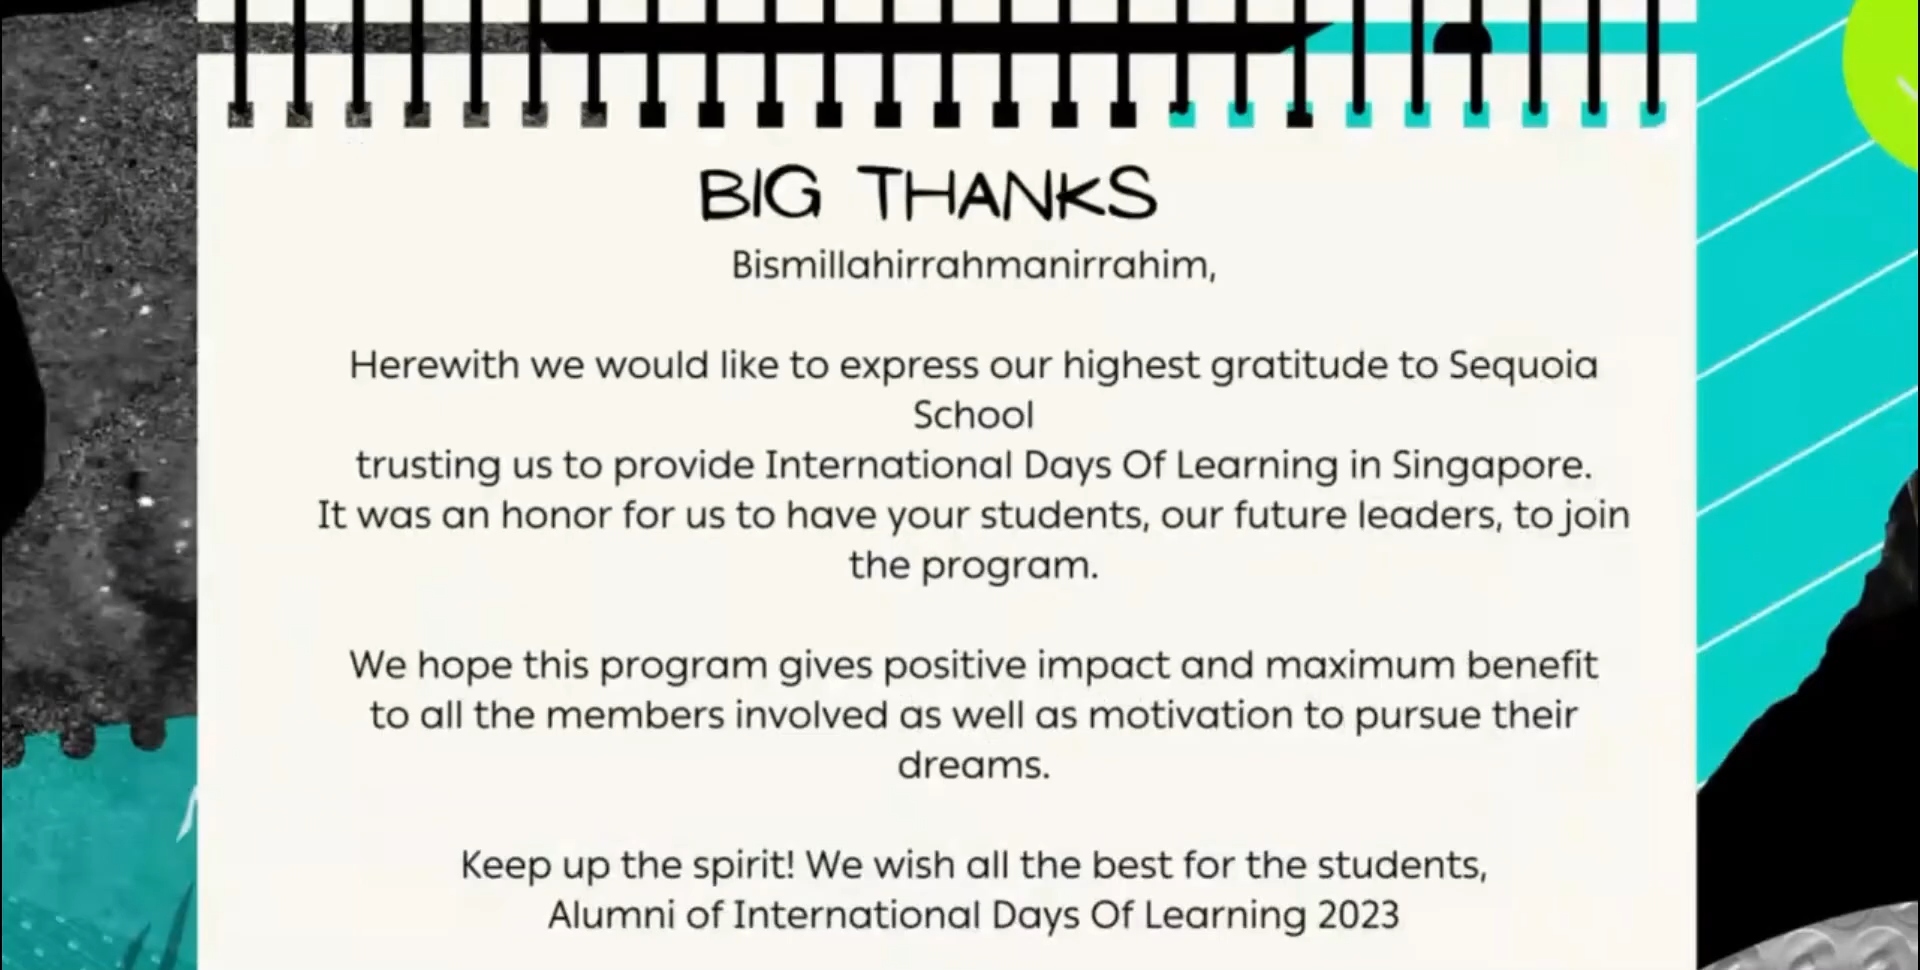 BIG THANKS
Bismillahirrahmanirrahim,
Herewith we would like to express our highest gratitude to Sequoia
School
trusting us to provide International Days Of Learning in Singapore.
It was an honor for us to have your students, our future leaders, to join
the program.
We hope this program gives positive impact and maximum benefit
to all the members involved as well as motivation to pursue their
dreams.
Keep up the spirit! We wish all the best for the students,
Alumni of International Days Of Learning 2023